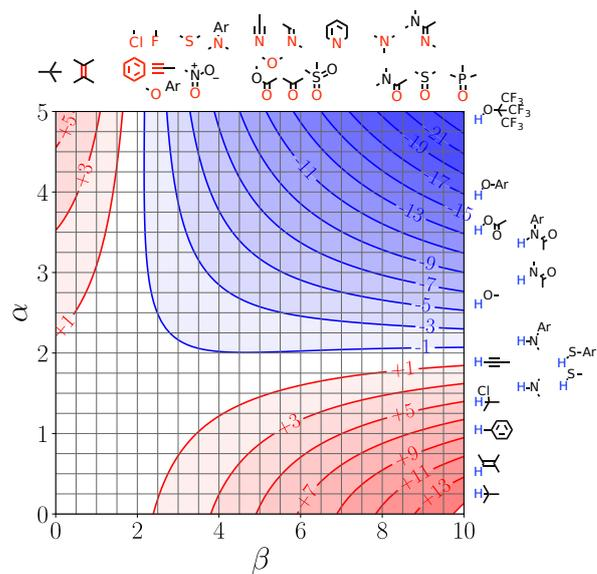 Ar
N
Cl F S N N N N N N
O
Ar N+ O−
O O
O O S O
O O O
N S P
O O O
5
4
3
2
1
0
α
0 2 4 6 8 10
β
+5
+3
+1
-21
-19
-17
-15
-13
-11
-9
-7
-5
-3
-1
+1
+3
+5
+7
+9
+11
+13
CF3
H O CF3
CF3
H O-Ar
H O O
Ar
H-N O
H-N O
H O-
Ar
H-N
H
S-Ar
H
S-
H
H-N
Cl
H
H
H
H